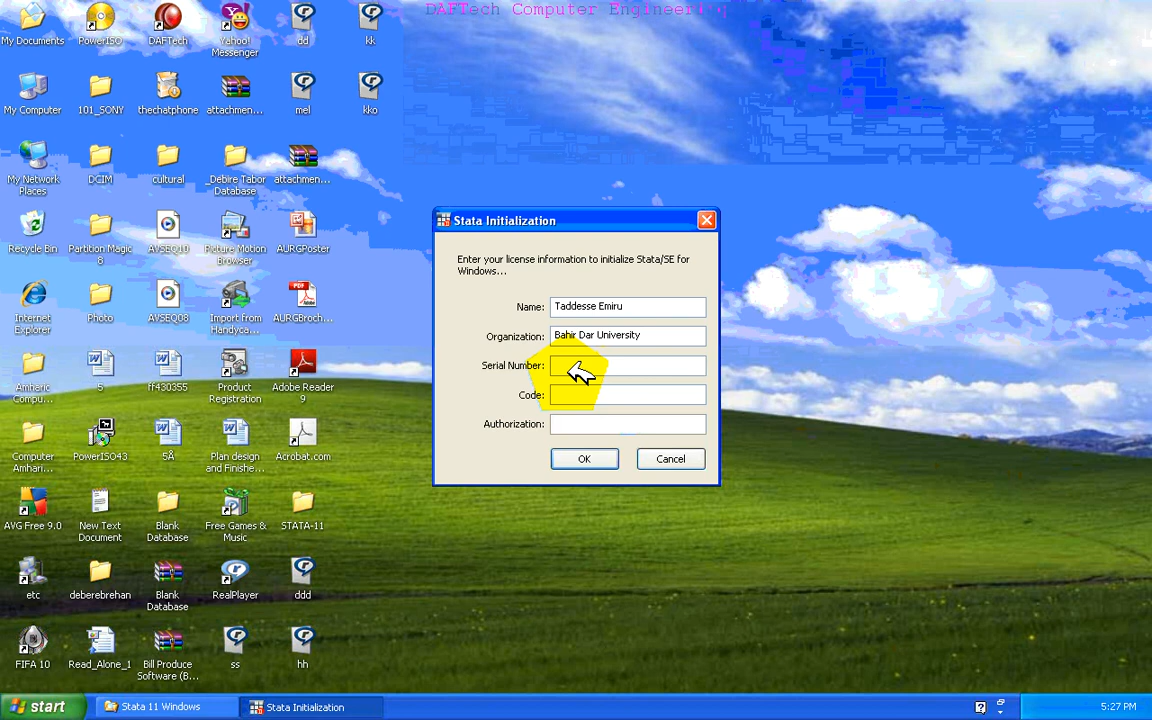 DAFTech Computer Engineering
My Documents
PowerISO
DAFTech
Yahoo!
Messenger
dd
kk
My Computer
101_SONY
thechatphone
attachmen...
mel
kko
My Network
Places
DCIM
cultural
_Debire Tabor
Database
attachmen...
Recycle Bin
Partition Magic
8
AVSEQ10
Picture Motion
Browser
AURGPoster
Internet
Explorer
Photo
AVSEQ08
Import from
Handyca...
AURGBroch...
Amharic
Compu...
5
ff430355
Product
Registration
Adobe Reader
9
Computer
Amhari...
PowerISO43
5Â
Plan design
and Finishe...
Acrobat.com
AVG Free 9.0
New Text
Document
Blank
Database
Free Games &
Music
STATA-11
etc
deberebrehan
Blank
Database
RealPlayer
ddd
FIFA 10
Read_Alone_1
Bill Produce
Software (B...
ss
hh
Stata Initialization
Enter your license information to initialize Stata/SE for
Windows...
Name: Taddesse Emiru
Organization: Bahir Dar University
Serial Number:
Code:
Authorization:
OK Cancel
start Stata 11 Windows Stata Initialization 5:27 PM